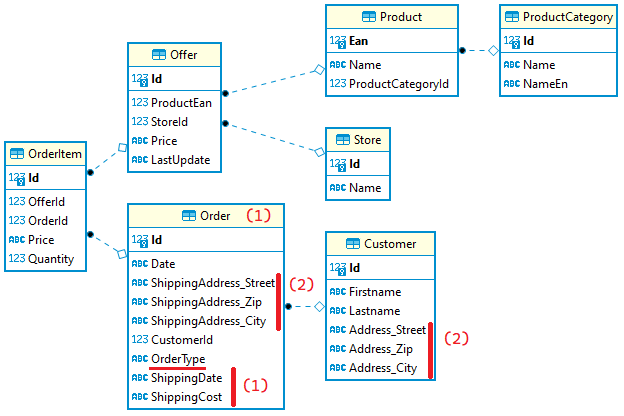 Product
123 Ean
ABC Name
123 ProductCategoryId
ProductCategory
123 Id
ABC Name
ABC NameEn
Offer
123 Id
123 ProductEan
123 StoreId
ABC Price
ABC LastUpdate
Store
123 Id
ABC Name
OrderItem
123 Id
123 OfferId
123 OrderId
ABC Price
123 Quantity
Order (1)
123 Id
ABC Date
ABC ShippingAddress_Street
ABC ShippingAddress_Zip
ABC ShippingAddress_City
(2)
123 CustomerId
ABC OrderType
ABC ShippingDate
ABC ShippingCost
(1)
Customer
123 Id
ABC Firstname
ABC Lastname
ABC Address_Street
ABC Address_Zip
ABC Address_City
(2)